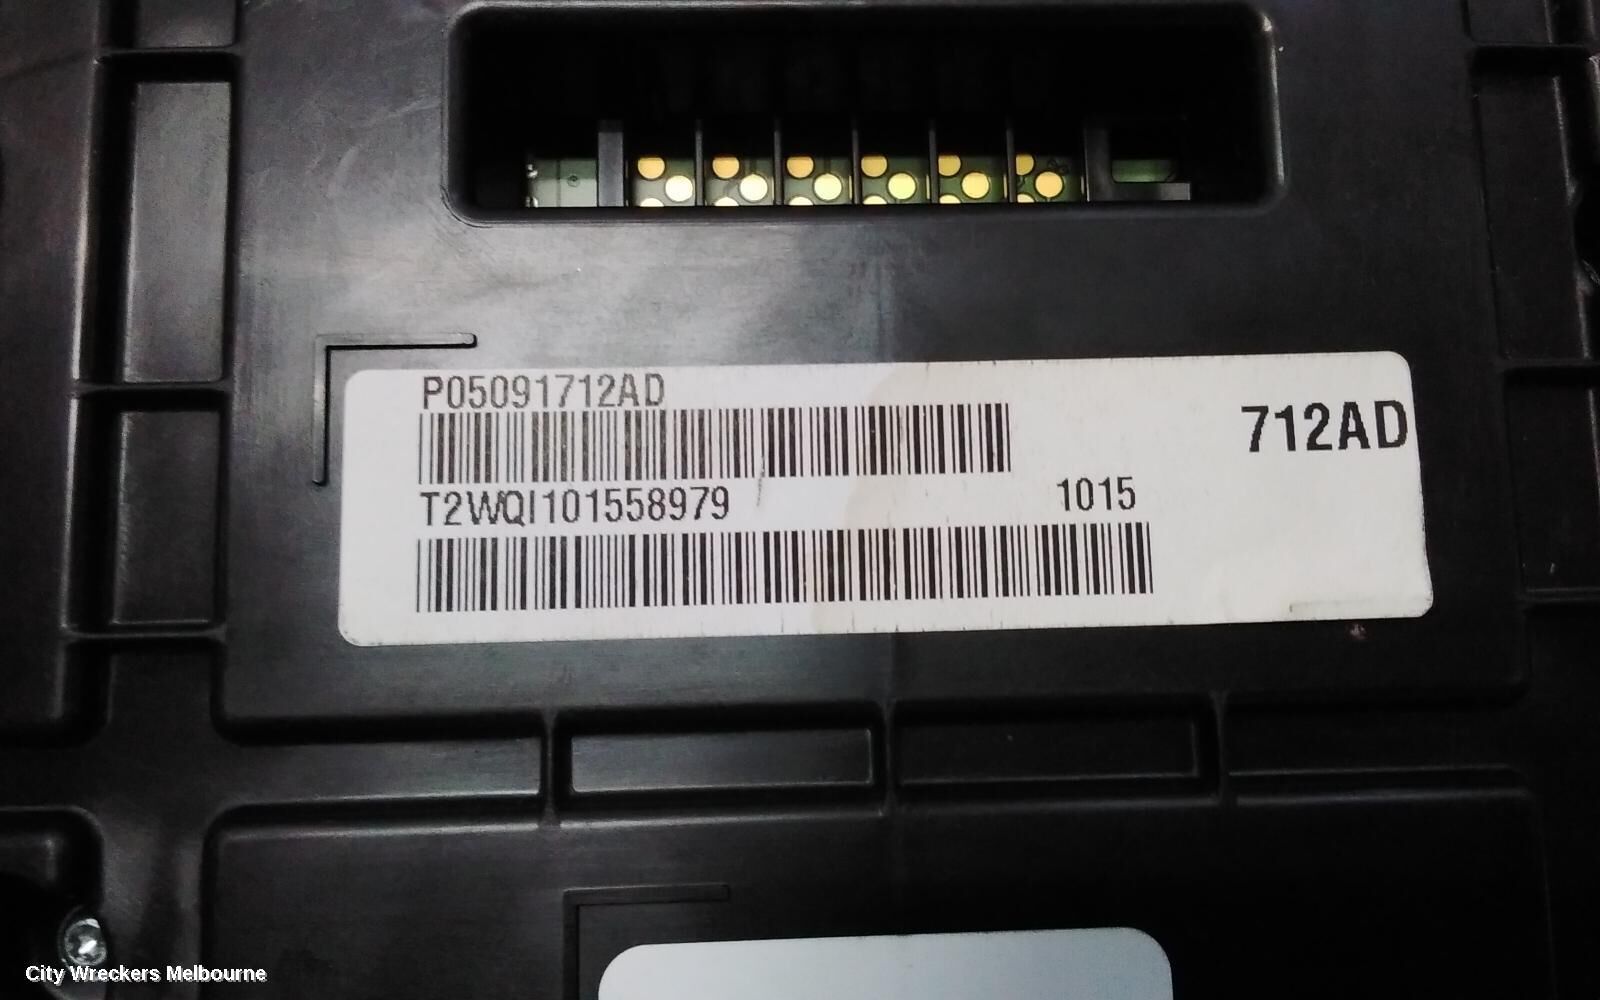 P05091712AD
712AD
T2WQI101558979 1015
City Wreckers Melbourne